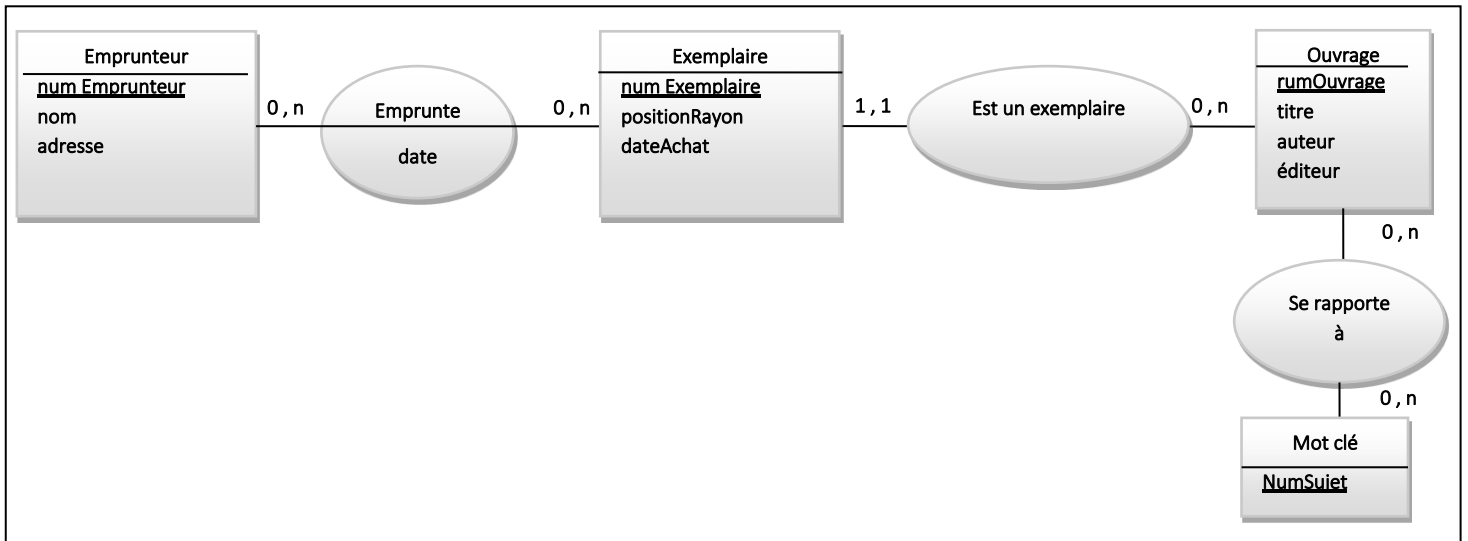 Emprunteur
num Emprunteur
nom
adresse
0,n
Emprunte
date
0,n
Exemplaire
num Exemplaire
positionRayon
dateAchat
1,1
Est un exemplaire
0,n
Ouvrage
rumOuvrage
titre
auteur
éditeur
0,n
Se rapporte
à
0,n
Mot clé
NumSujet